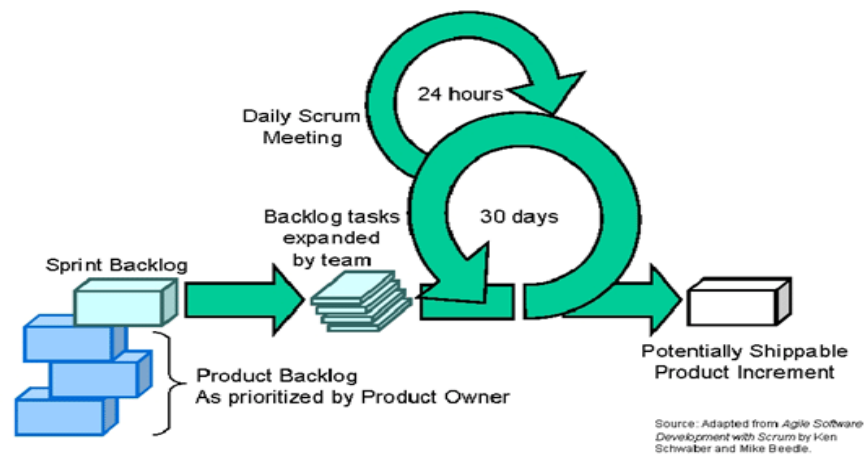 24 hours
Daily Scrum
Meeting
Backlog tasks
expanded
by team
30 days
Sprint Backlog
Product Backlog
As prioritized by Product Owner
Potentially Shippable
Product Increment
Source: Adapted from Agile Software
Development with Scrum by Ken
Schwaber and Mike Beedle.